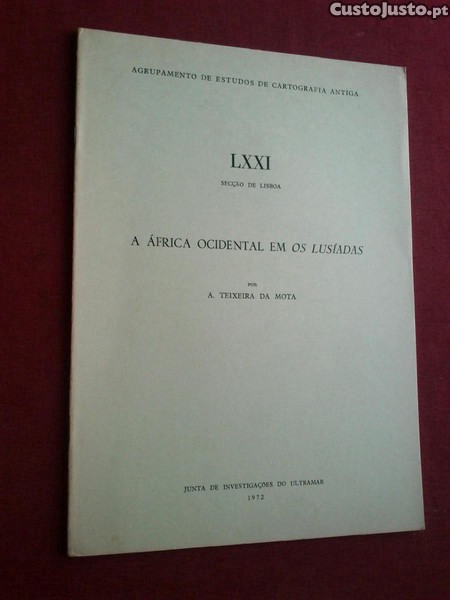 CustoJusto.pt
AGRUPAMENTO DE ESTUDOS DE CARTOGRAFIA ANTIGA
LXXI
SECÇÃO DE LISBOA
A ÁFRICA OCIDENTAL EM OS LUSÍADAS
POR
A. TEIXEIRA DA MOTA
JUNTA DE INVESTIGAÇÕES DO ULTRAMAR
1972